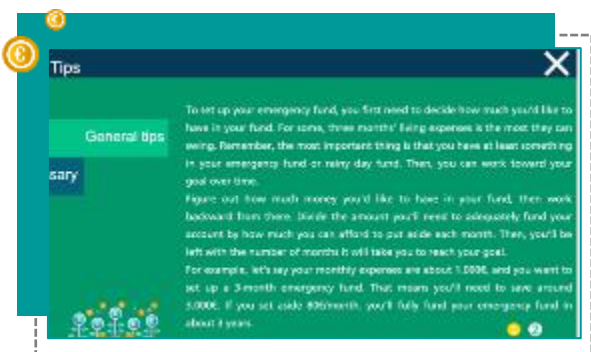 Tips
General tips
sary
To set up your emergency fund, you first need to decide how much you'd like to
have in your fund. For some, three months' living expenses is the most they can
swing. Remember, the most important thing is that you have at least something
in your emergency fund or rainy day fund. Then, you can work toward your
goal over time.
Figure out how much money you'd like to have in your fund, then work
backward from there. Divide the amount you'll need to adequately fund your
account by how much you can afford to put aside each month. Then, you'll be
left with the number of months it will take you to reach your goal.
For example, let's say your monthly expenses are about 1.000€, and you want to
set up a 3-month emergency fund. That means you'll need to save around
3.000€. If you set aside 80€/month, you'll fully fund your emergency fund in
about 3 years.
2